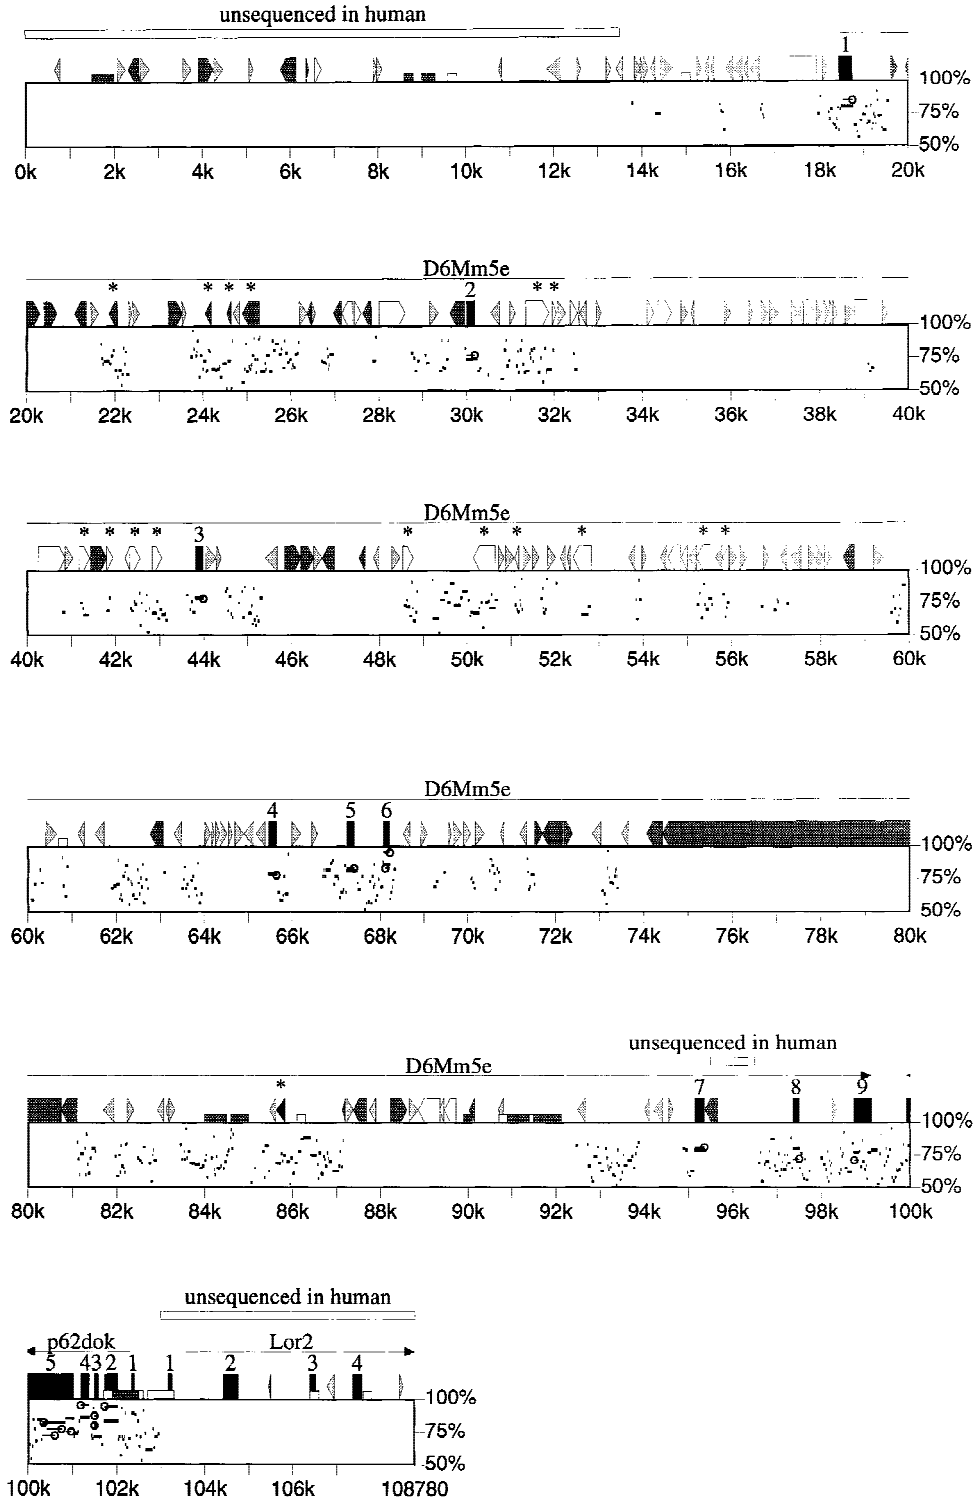 unsequenced in human
1
100%
75%
50%
0k 2k 4k 6k 8k 10k 12k 14k 16k 18k 20k
D6Mm5e
* * * * 2 * *
100%
75%
50%
20k 22k 24k 26k 28k 30k 32k 34k 36k 38k 40k
D6Mm5e
* * * * 3 * * * * * *
100%
75%
50%
40k 42k 44k 46k 48k 50k 52k 54k 56k 58k 60k
D6Mm5e
4 5 6
100%
75%
50%
60k 62k 64k 66k 68k 70k 72k 74k 76k 78k 80k
unsequenced in human
D6Mm5e
* 7 8 9
100%
75%
50%
80k 82k 84k 86k 88k 90k 92k 94k 96k 98k 100k
unsequenced in human
p62dok Lor2
5 4 3 2 1 1 2 3 4
100%
75%
50%
100k 102k 104k 106k 108780